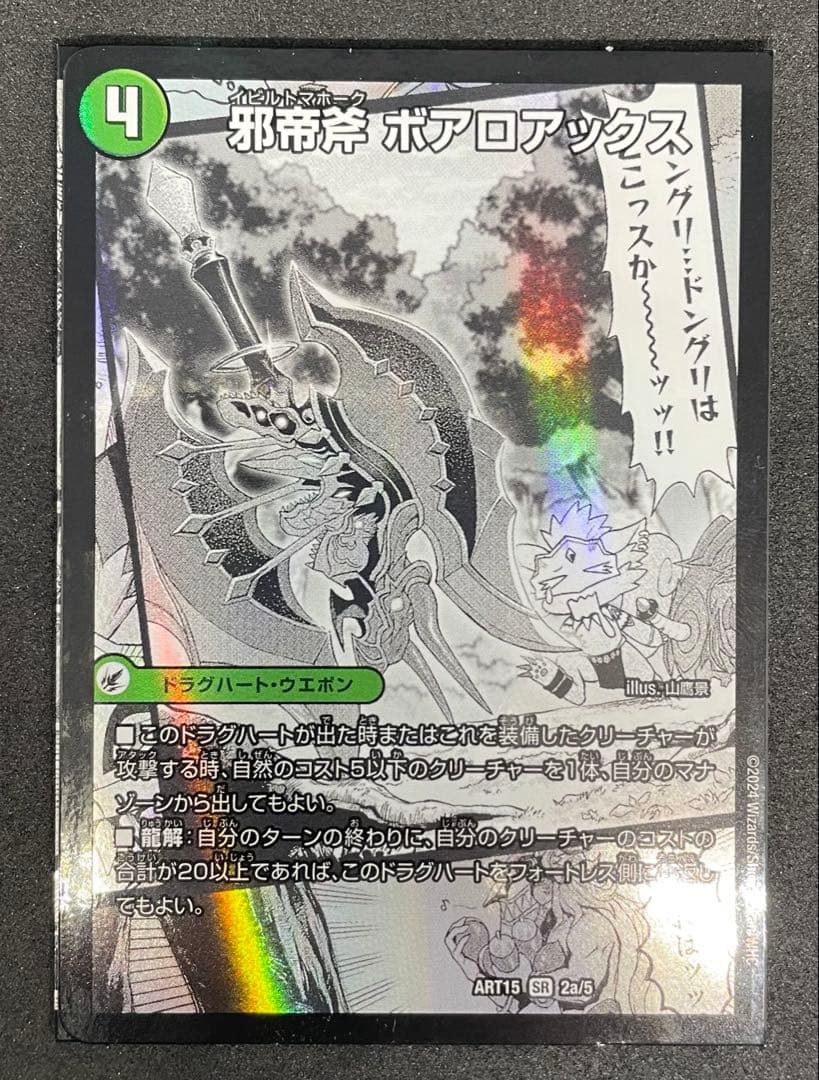 4
イビルトマホーク
邪帝斧 ボアロアックス
ングリ…ドングリは
こっスか〜〜〜〜ッッ!!
ドラグハート・ウエポン
illus. 山鷹景
■このドラグハートが出た時またはこれを装備したクリーチャーが
攻撃する時、自然のコスト5以下のクリーチャーを1体、自分のマナ
ゾーンから出してもよい。
■龍解:自分のターンの終わりに、自分のクリーチャーのコストの
合計が20以上であれば、このドラグハートをフォートレス側に
してもよい。
はッッ
©2024 Wizards/Sh
ART15 SR 2a/5